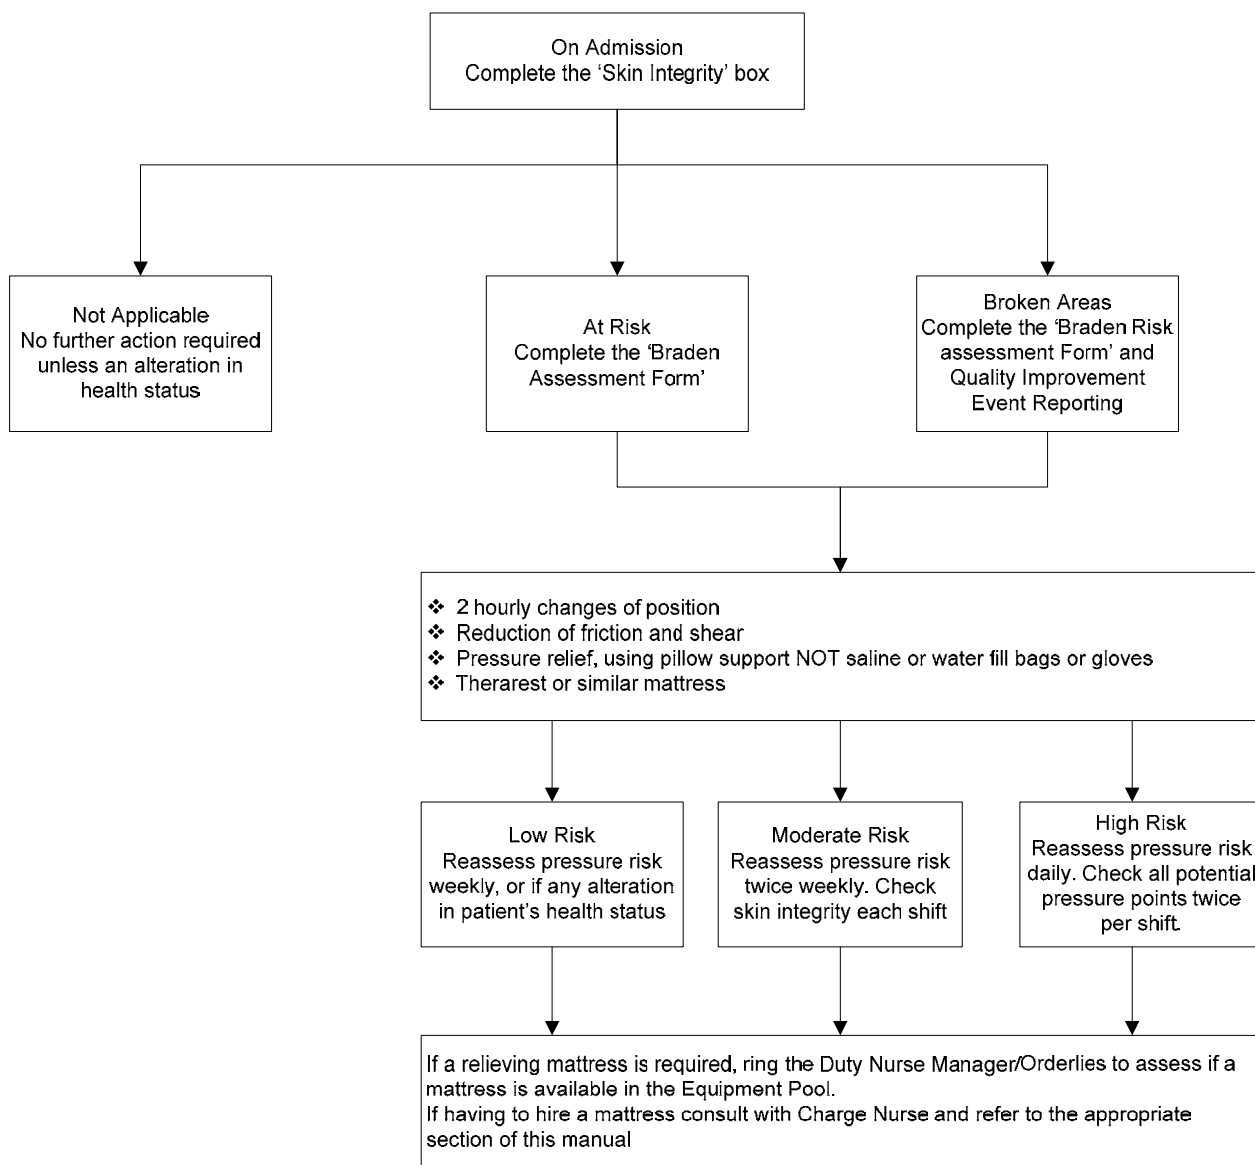 On Admission
Complete the ‘Skin Integrity’ box
Not Applicable
No further action required
unless an alteration in
health status
At Risk
Complete the ‘Braden
Assessment Form’
Broken Areas
Complete the ‘Braden Risk
assessment Form’ and
Quality Improvement
Event Reporting
❖ 2 hourly changes of position
❖ Reduction of friction and shear
❖ Pressure relief, using pillow support NOT saline or water fill bags or gloves
❖ Therarest or similar mattress
Low Risk
Reassess pressure risk
weekly, or if any alteration
in patient’s health status
Moderate Risk
Reassess pressure risk
twice weekly. Check
skin integrity each shift
High Risk
Reassess pressure risk
daily. Check all potential
pressure points twice
per shift.
If a relieving mattress is required, ring the Duty Nurse Manager/Orderlies to assess if a
mattress is available in the Equipment Pool.
If having to hire a mattress consult with Charge Nurse and refer to the appropriate
section of this manual